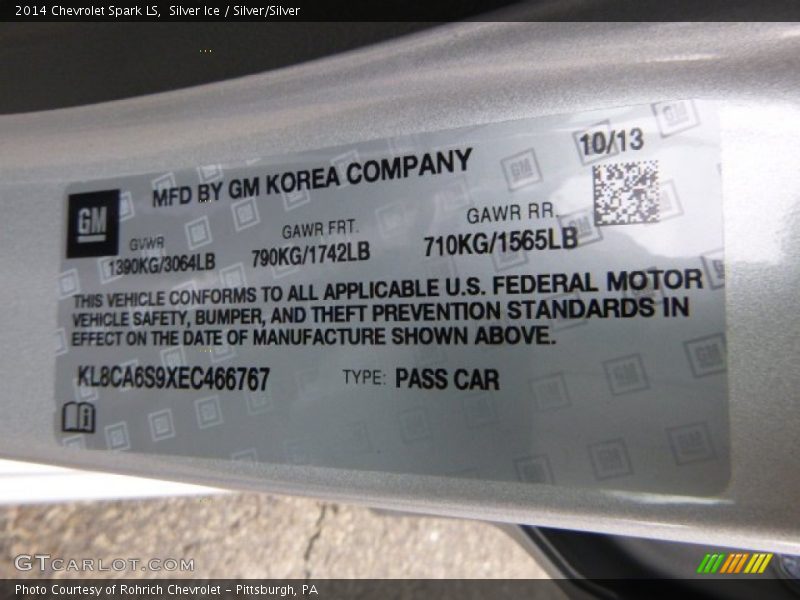 2014 Chevrolet Spark LS,  Silver Ice / Silver/Silver
10/13
MFD BY GM KOREA COMPANY
GM
GVWR GAWR FRT. GAWR RR.
1390KG/3064LB 790KG/1742LB 710KG/1565LB
THIS VEHICLE CONFORMS TO ALL APPLICABLE U.S. FEDERAL MOTOR
VEHICLE SAFETY, BUMPER, AND THEFT PREVENTION STANDARDS IN
EFFECT ON THE DATE OF MANUFACTURE SHOWN ABOVE.
KL8CA6S9XEC466767 TYPE: PASS CAR
GTCARLOT.COM
Photo Courtesy of Rohrich Chevrolet - Pittsburgh, PA